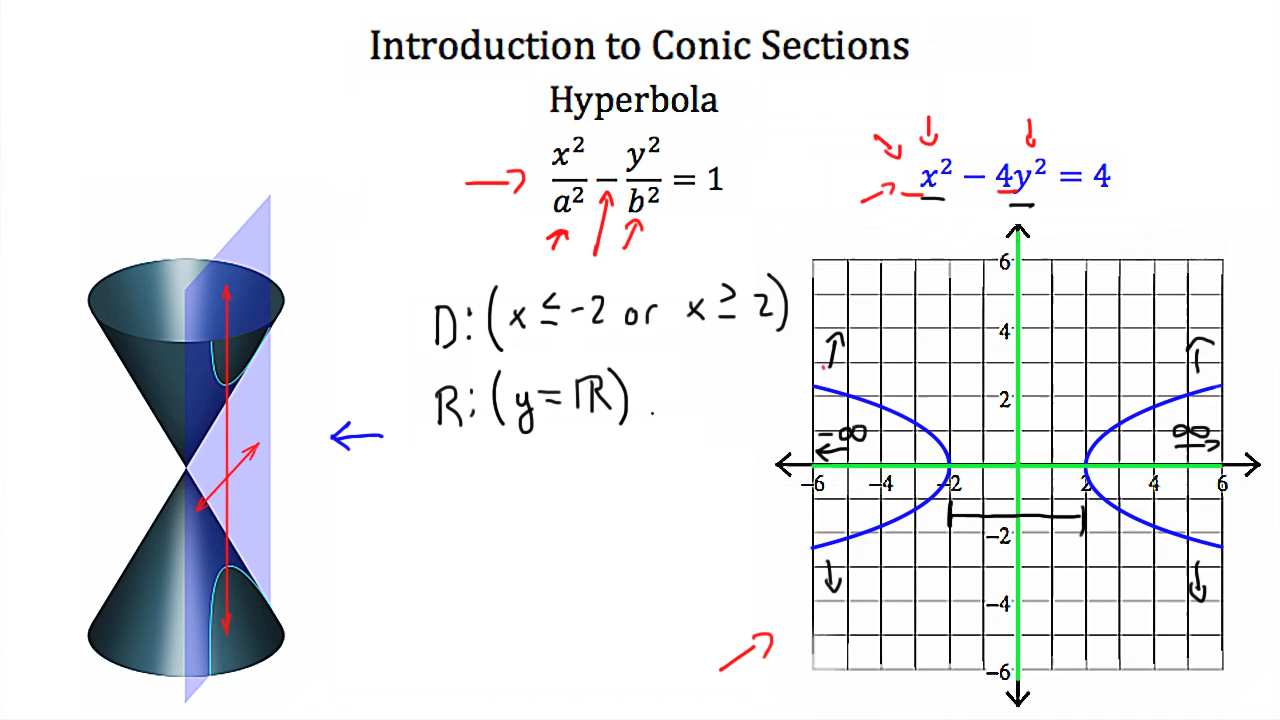 Introduction to Conic Sections
Hyperbola
x²/a² − y²/b² = 1
x² − 4y² = 4
D: (x ≤ -2 or x ≥ 2)
R: (y = ℝ).
6
4
2
-∞ ∞
−6 −4 −2 2 4 6
−2
−4
−6